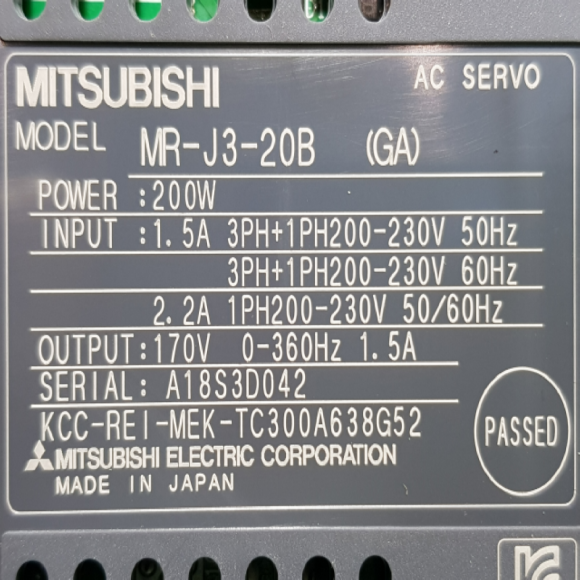 MITSUBISHI AC SERVO
MODEL MR-J3-20B (GA)
POWER :200W
INPUT :1.5A 3PH+1PH200-230V 50Hz
3PH+1PH200-230V 60Hz
2.2A 1PH200-230V 50/60Hz
OUTPUT:170V 0-360Hz 1.5A
SERIAL: A18S3D042
KCC-REI-MEK-TC300A638G52
PASSED
MITSUBISHI ELECTRIC CORPORATION
MADE IN JAPAN